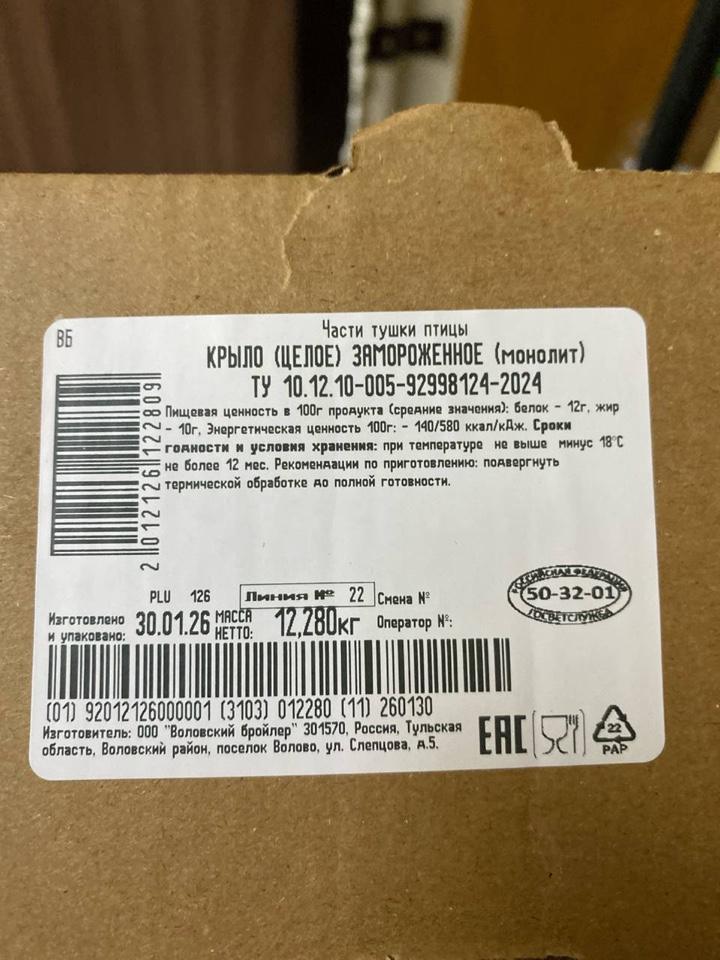 ВБ
Части тушки птицы
КРЫЛО (ЦЕЛОЕ) ЗАМОРОЖЕННОЕ (монолит)
ТУ 10.12.10-005-92998124-2024
Пищевая ценность в 100г продукта (средние значения): белок - 12г, жир
- 10г, Энергетическая ценность 100г: - 140/580 ккал/кДж. Сроки
годности и условия хранения: при температуре не выше минус 18°С
не более 12 мес. Рекомендации по приготовлению: подвергнуть
термической обработке до полной готовности.
2 012126 122809
PLU 126 Линия № 22 Смена №
Изготовлено
и упаковано: 30.01.26 МАССА НЕТТО: 12,280кг Оператор №:
РОССИЙСКАЯ ФЕДЕРАЦИЯ
50-32-01
ГОСВЕТСЛУЖБА
(01) 92012126000001 (3103) 012280 (11) 260130
Изготовитель: ООО "Воловский бройлер" 301570, Россия, Тульская
область, Воловский район, поселок Волово, ул. Слепцова, д.5.
EAC
22
PAP